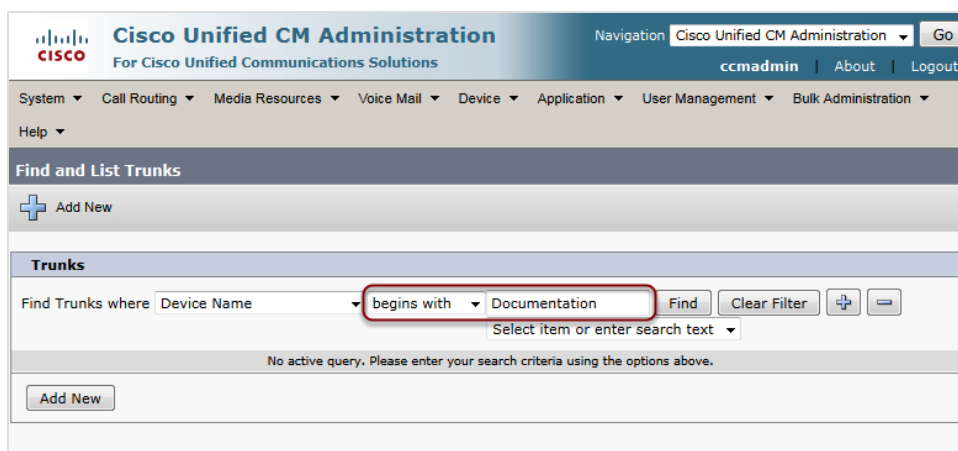 CISCO
Cisco Unified CM Administration
For Cisco Unified Communications Solutions
Navigation Cisco Unified CM Administration Go
ccmadmin | About | Logout
System Call Routing Media Resources Voice Mail Device Application User Management Bulk Administration
Help
Find and List Trunks
Add New
Trunks
Find Trunks where Device Name begins with Documentation Find Clear Filter
Select item or enter search text
No active query. Please enter your search criteria using the options above.
Add New